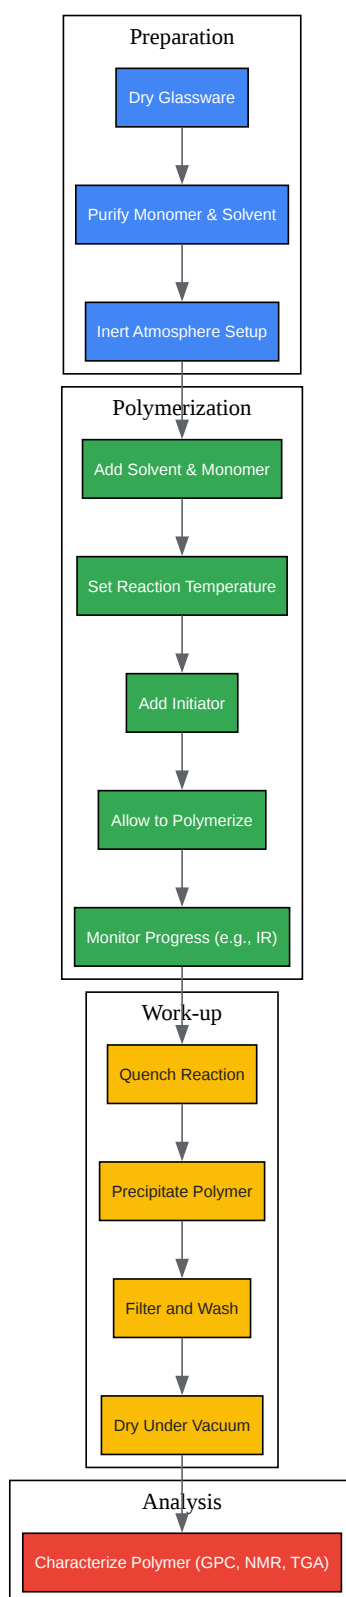 Preparation
Dry Glassware
Purify Monomer & Solvent
Inert Atmosphere Setup
Polymerization
Add Solvent & Monomer
Set Reaction Temperature
Add Initiator
Allow to Polymerize
Monitor Progress (e.g., IR)
Work-up
Quench Reaction
Precipitate Polymer
Filter and Wash
Dry Under Vacuum
Analysis
Characterize Polymer (GPC, NMR, TGA)